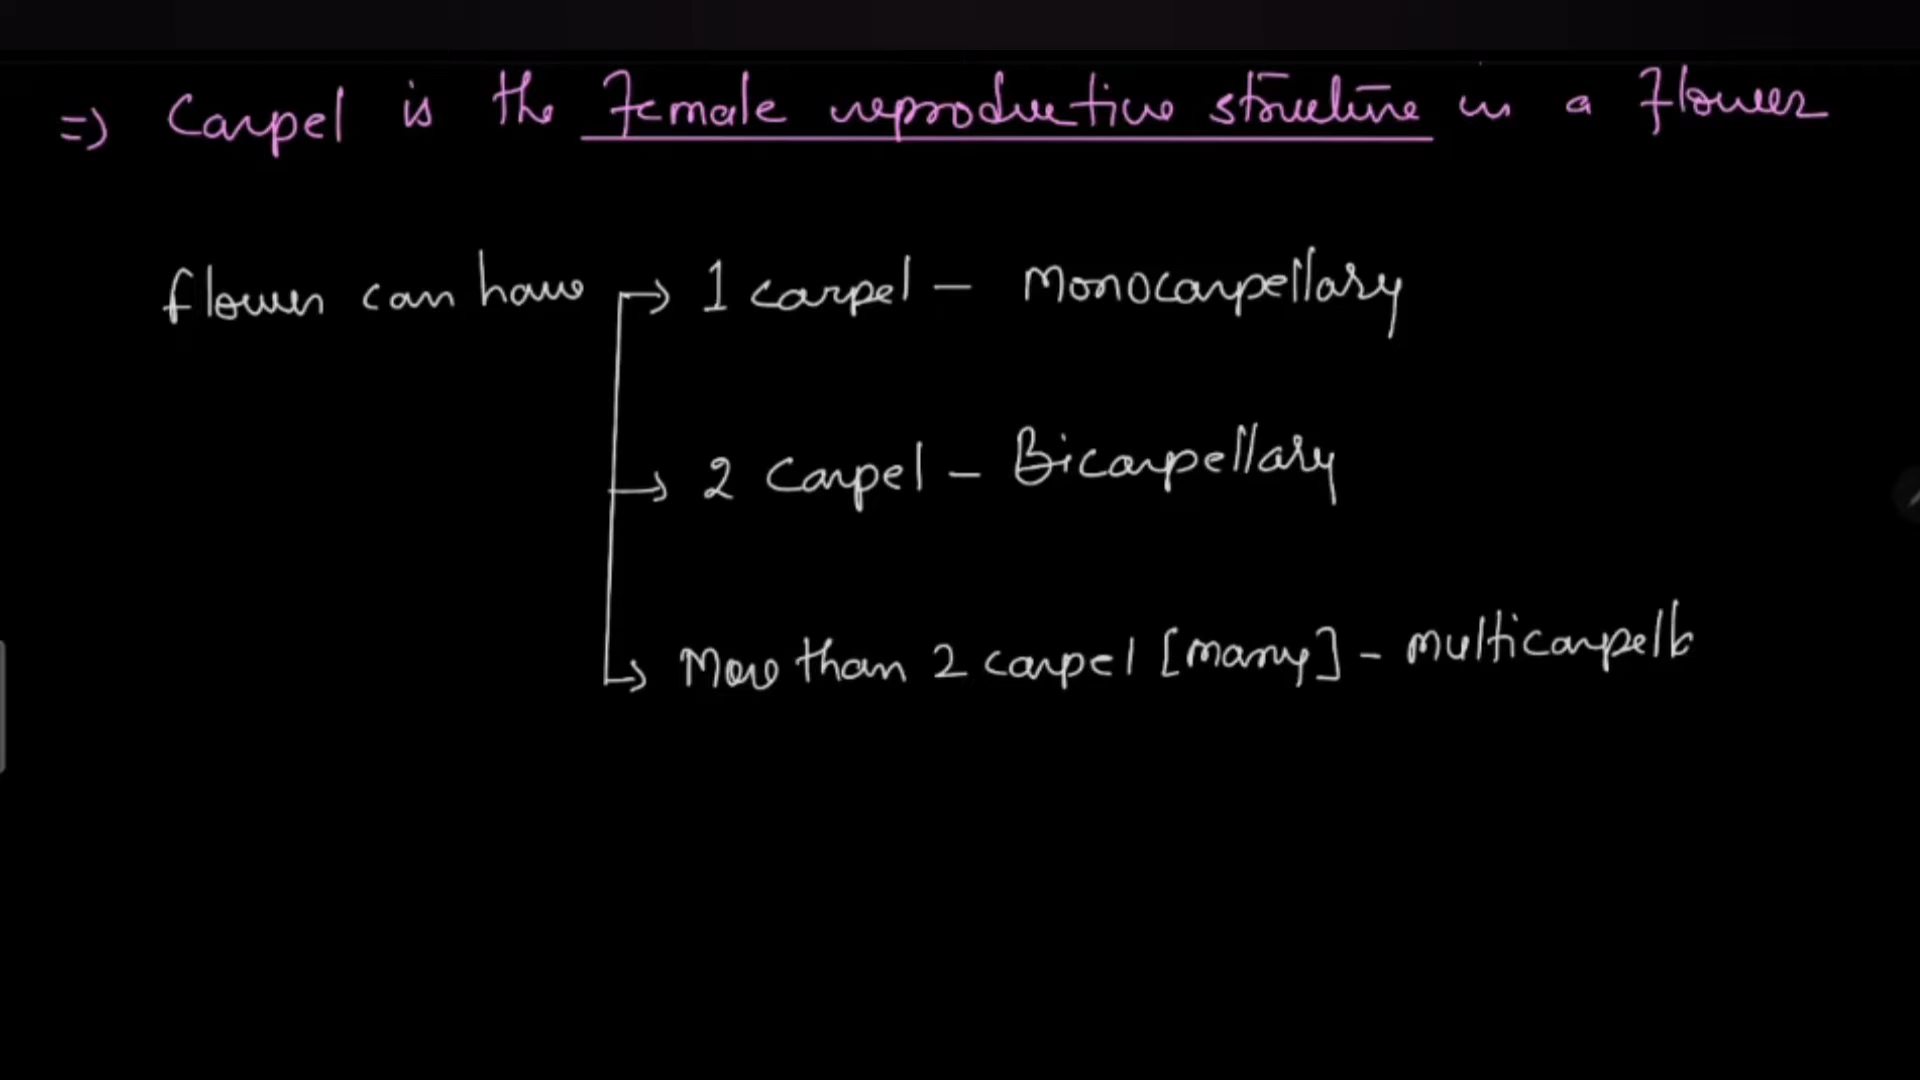 => Carpel is the Female reproductive structure in a Flower
flower can have → 1 carpel - Monocarpellary
→ 2 Carpel - Bicarpellary
→ More than 2 carpel [many] - multicarpell